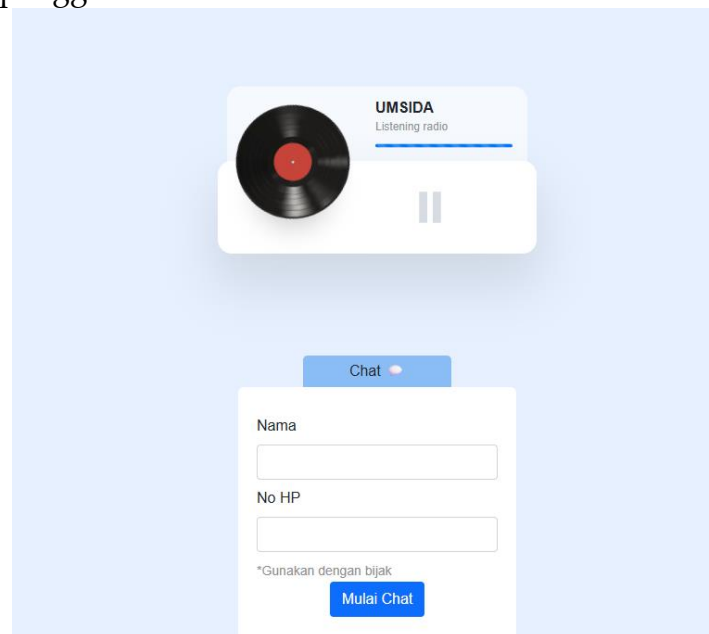 UMSIDA
Listening radio
Chat
Nama
No HP
*Gunakan dengan bijak
Mulai Chat